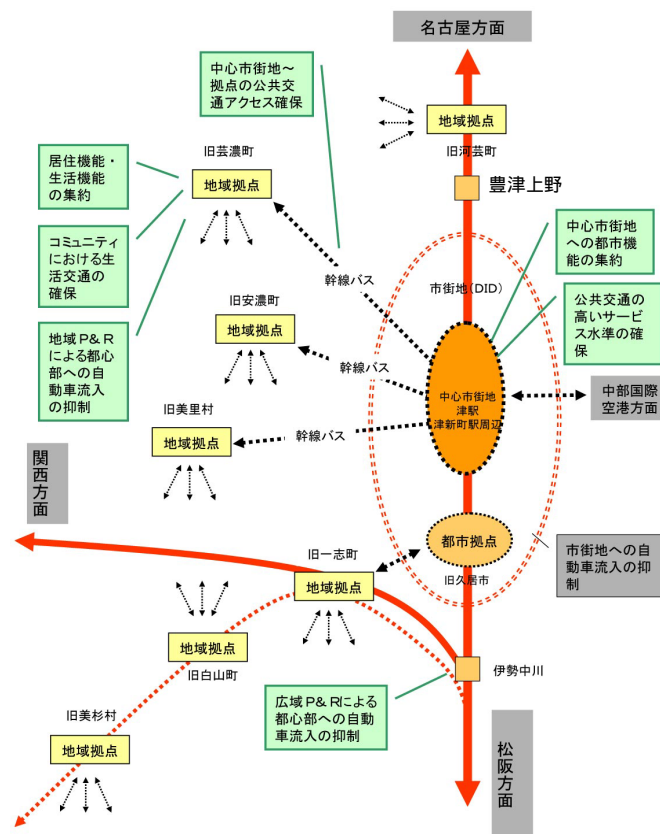 名古屋方面
中心市街地～
拠点の公共交
通アクセス確保
地域拠点
旧河芸町
旧芸濃町
居住機能・
生活機能
の集約
地域拠点
豊津上野
中心市街地
への都市機
能の集約
コミュニティ
における生
活交通の
確保
幹線バス
市街地(DID)
旧安濃町
公共交通の
高いサービ
ス水準の確
保
地域P&R
による都心
部への自
動車流入
の抑制
地域拠点
幹線バス
中心市街地
津駅
津新町駅周辺
中部国際
空港方面
旧美里村
地域拠点
幹線バス
関西方面
都市拠点
旧久居市
市街地への自
動車流入の抑
制
旧一志町
地域拠点
地域拠点
旧白山町
伊勢中川
広域P&Rによる
都心部への自動
車流入の抑制
旧美杉村
地域拠点
松阪方面